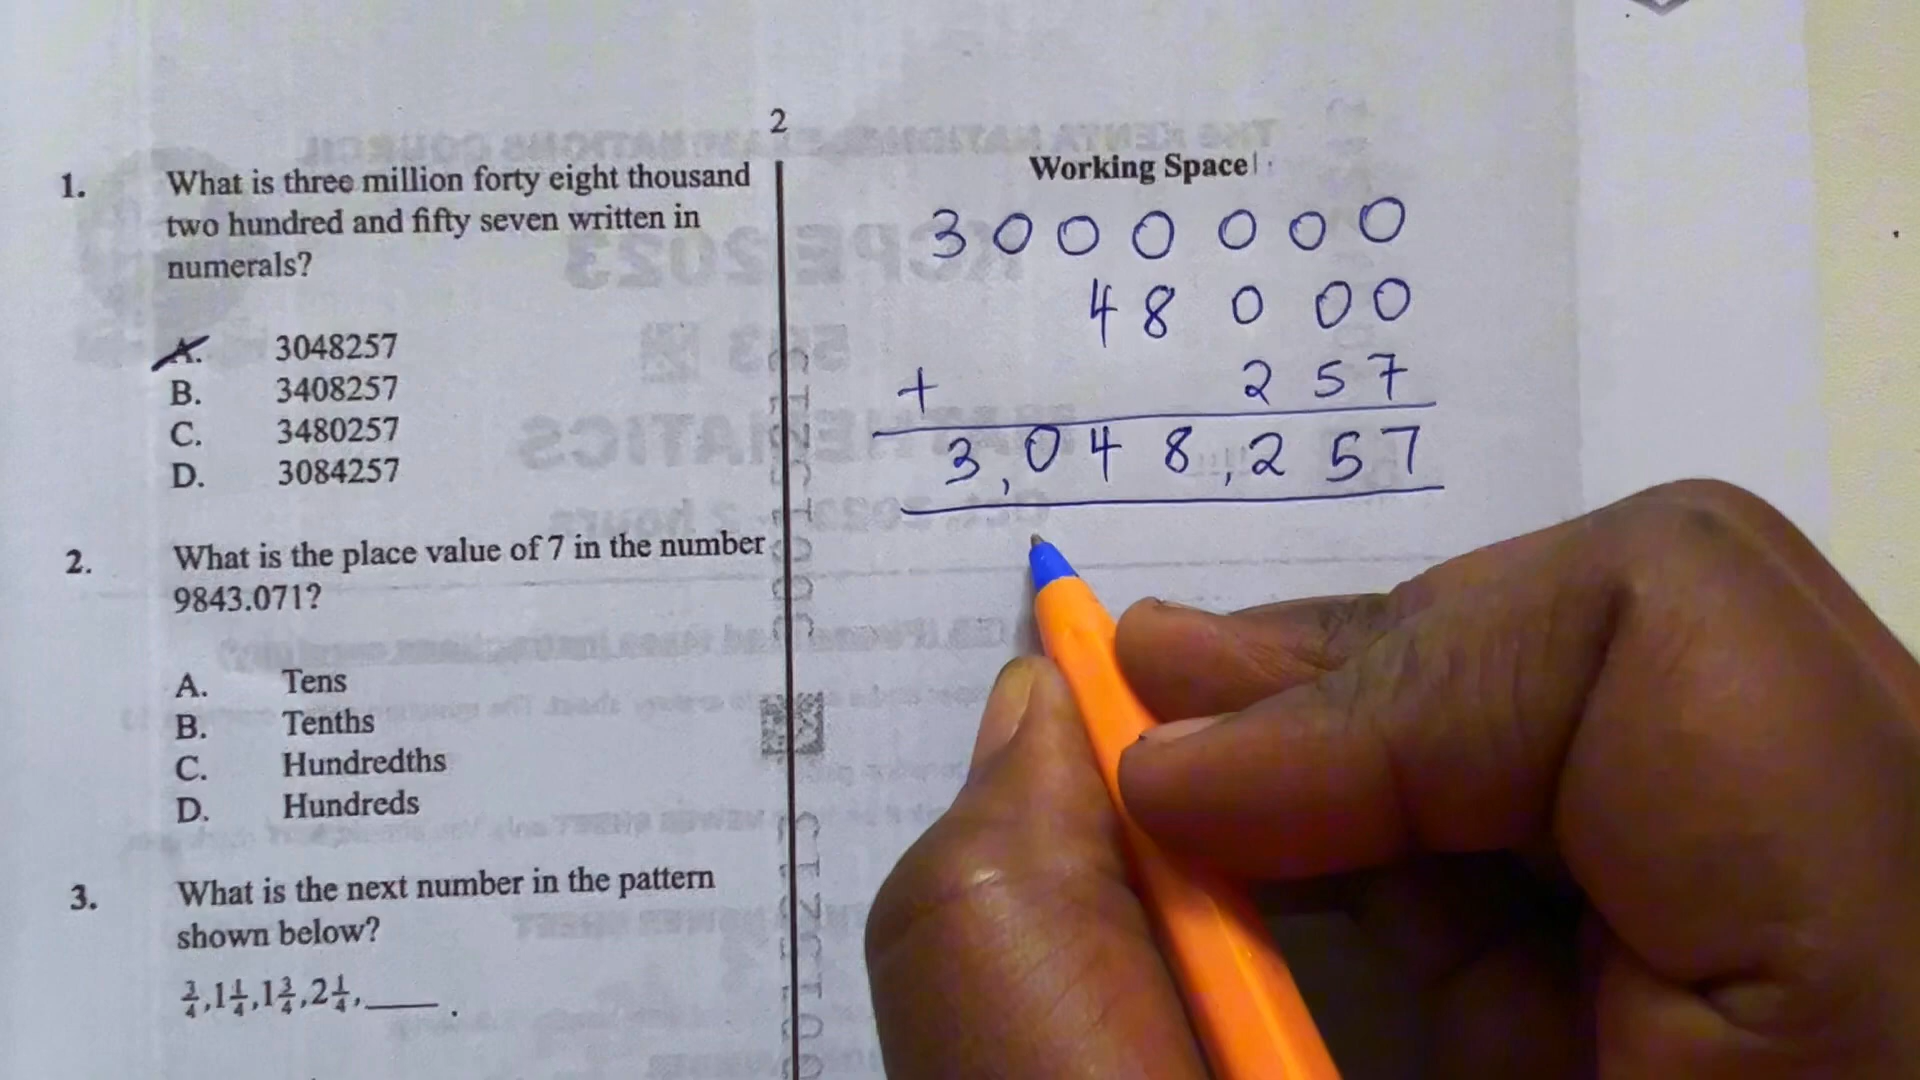 2
1. What is three million forty eight thousand
two hundred and fifty seven written in
numerals?
A. 3048257
B. 3408257
C. 3480257
D. 3084257
2. What is the place value of 7 in the number
9843.071?
A. Tens
B. Tenths
C. Hundredths
D. Hundreds
3. What is the next number in the pattern
shown below?
3/4, 1 1/4, 1 3/4, 2 1/4, ____ .
Working Space
3000000
48000
+ 257
3,048,257